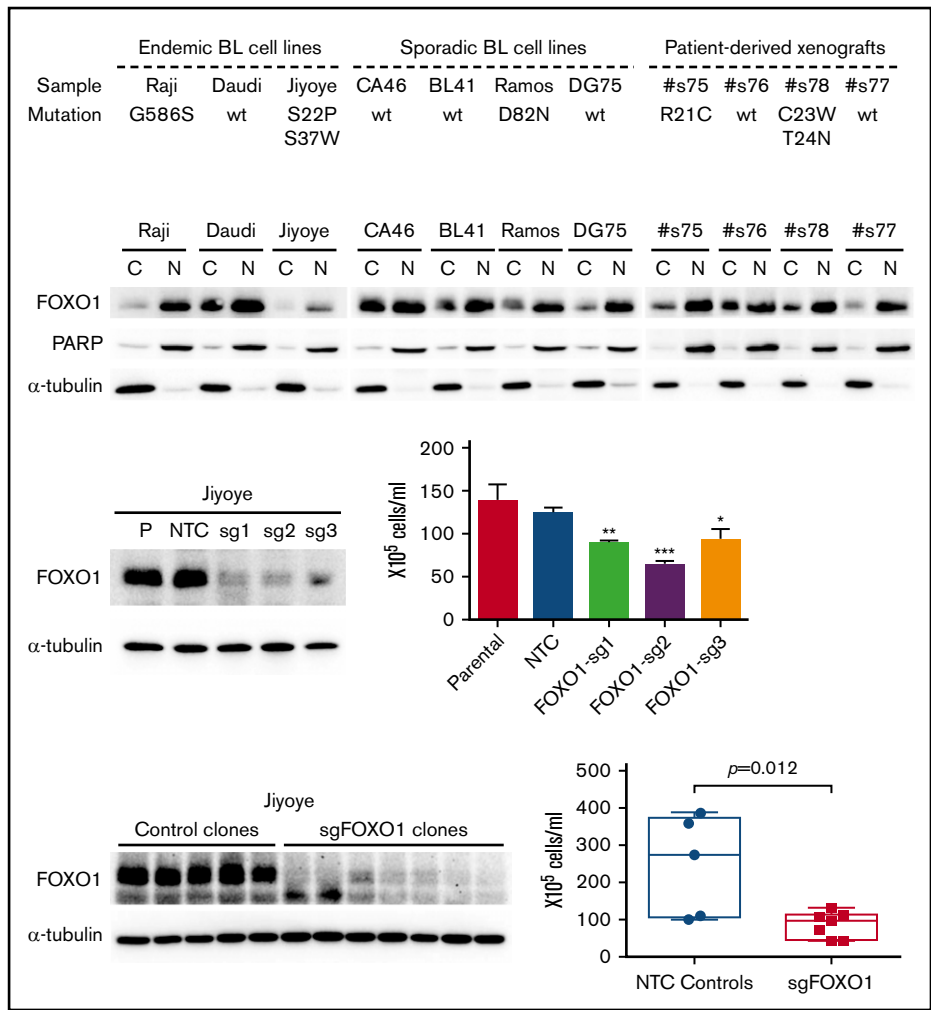 Endemic BL cell lines Sporadic BL cell lines Patient-derived xenografts
Sample Raji Daudi Jiyoye CA46 BL41 Ramos DG75 #s75 #s76 #s78 #s77
Mutation G586S wt S22P wt wt D82N wt R21C wt C23W wt
S37W T24N
Raji Daudi Jiyoye CA46 BL41 Ramos DG75 #s75 #s76 #s78 #s77
C N C N C N C N C N C N C N C N C N C N C N
FOXO1
PARP
α-tubulin
Jiyoye
P NTC sg1 sg2 sg3
FOXO1
α-tubulin
200
150
100
50
0
X10⁵ cells/ml
** *** *
Parental NTC FOXO1-sg1 FOXO1-sg2 FOXO1-sg3
Jiyoye
Control clones sgFOXO1 clones
FOXO1
α-tubulin
500
400
300
200
100
0
X10⁵ cells/ml
p=0.012
NTC Controls sgFOXO1